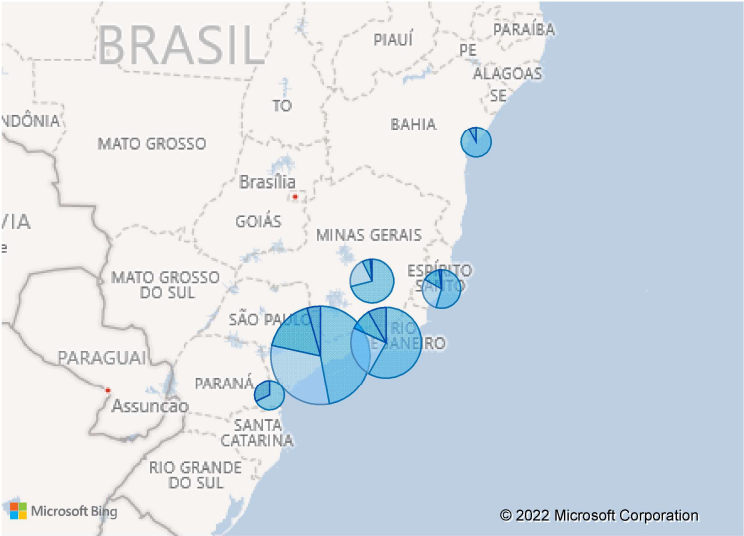 BRASIL
PARAÍBA
PIAUÍ
PE
ALAGOAS
SE
TO
NDÔNIA
BAHIA
MATO GROSSO
Brasília
GOIÁS
VIA
MINAS GERAIS
e
ESPÍRITO
SANTO
MATO GROSSO
DO SUL
SÃO PAULO
RIO
DE JANEIRO
PARAGUAI
PARANÁ
Assuncao
SANTA
CATARINA
RIO GRANDE
DO SUL
Microsoft Bing
© 2022 Microsoft Corporation